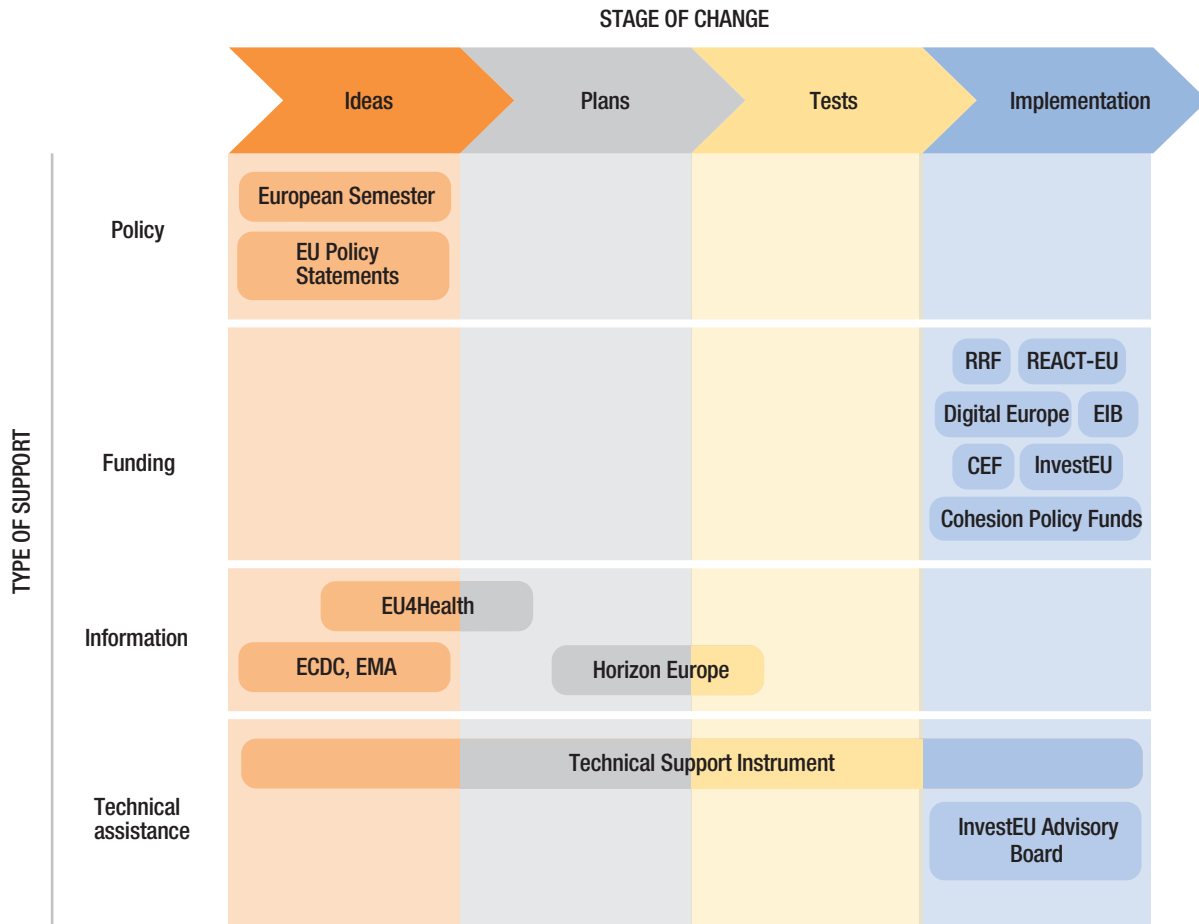 STAGE OF CHANGE
Ideas
Plans
Tests
Implementation
TYPE OF SUPPORT
Policy
European Semester
EU Policy
Statements
Funding
RRF
REACT-EU
Digital Europe
EIB
CEF
InvestEU
Cohesion Policy Funds
Information
EU4Health
ECDC, EMA
Horizon Europe
Technical
assistance
Technical Support Instrument
InvestEU Advisory
Board